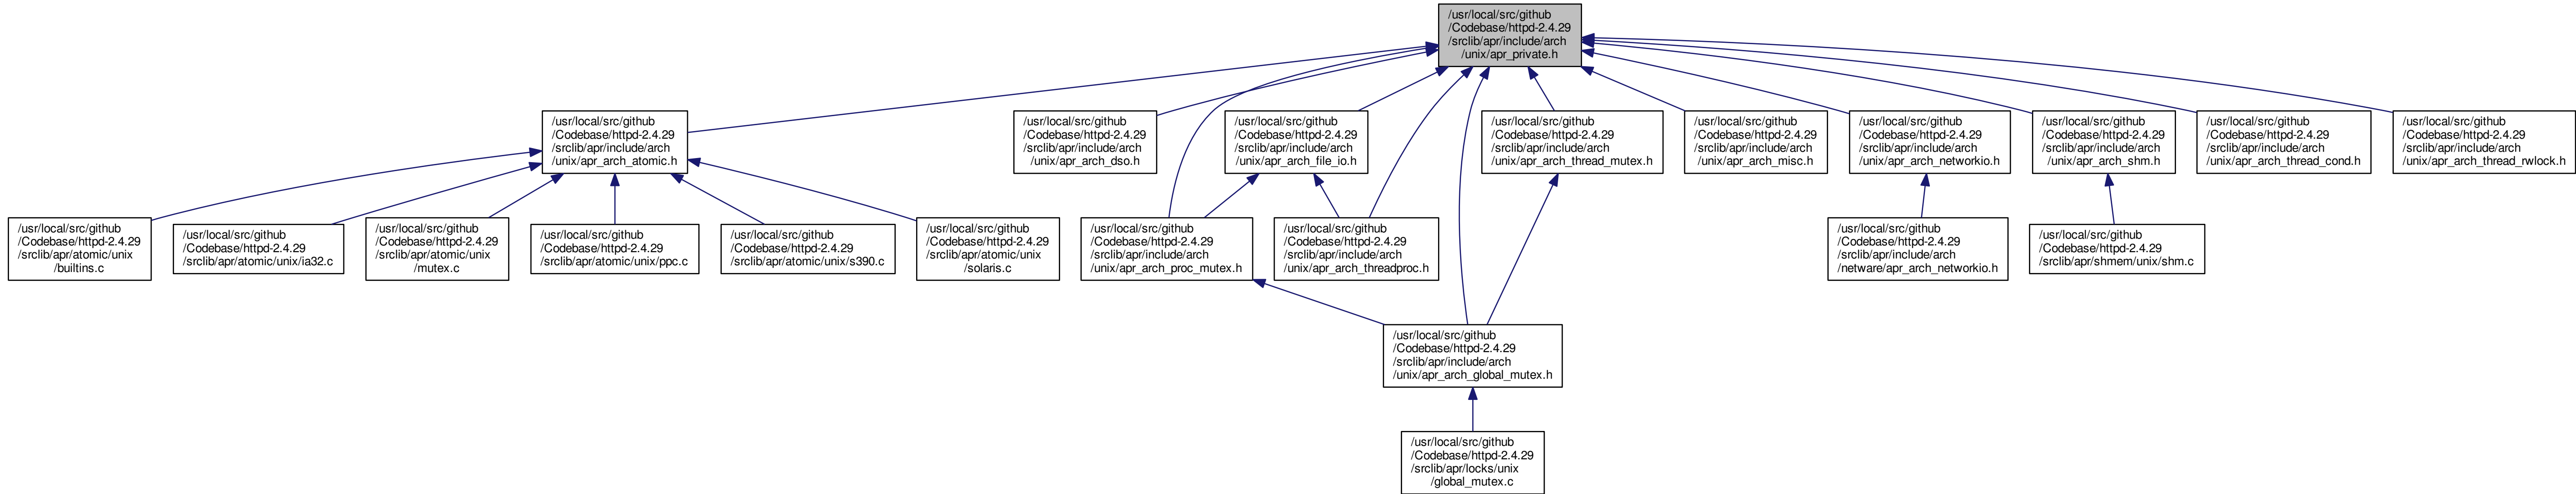 /usr/local/src/github
/Codebase/httpd-2.4.29
/srclib/apr/include/arch
/unix/apr_private.h
/usr/local/src/github
/Codebase/httpd-2.4.29
/srclib/apr/include/arch
/unix/apr_arch_atomic.h
/usr/local/src/github
/Codebase/httpd-2.4.29
/srclib/apr/include/arch
/unix/apr_arch_dso.h
/usr/local/src/github
/Codebase/httpd-2.4.29
/srclib/apr/include/arch
/unix/apr_arch_file_io.h
/usr/local/src/github
/Codebase/httpd-2.4.29
/srclib/apr/include/arch
/unix/apr_arch_thread_mutex.h
/usr/local/src/github
/Codebase/httpd-2.4.29
/srclib/apr/include/arch
/unix/apr_arch_misc.h
/usr/local/src/github
/Codebase/httpd-2.4.29
/srclib/apr/include/arch
/unix/apr_arch_networkio.h
/usr/local/src/github
/Codebase/httpd-2.4.29
/srclib/apr/include/arch
/unix/apr_arch_shm.h
/usr/local/src/github
/Codebase/httpd-2.4.29
/srclib/apr/include/arch
/unix/apr_arch_thread_cond.h
/usr/local/src/github
/Codebase/httpd-2.4.29
/srclib/apr/include/arch
/unix/apr_arch_thread_rwlock.h
/usr/local/src/github
/Codebase/httpd-2.4.29
/srclib/apr/atomic/unix
/builtins.c
/usr/local/src/github
/Codebase/httpd-2.4.29
/srclib/apr/atomic/unix/ia32.c
/usr/local/src/github
/Codebase/httpd-2.4.29
/srclib/apr/atomic/unix
/mutex.c
/usr/local/src/github
/Codebase/httpd-2.4.29
/srclib/apr/atomic/unix/ppc.c
/usr/local/src/github
/Codebase/httpd-2.4.29
/srclib/apr/atomic/unix/s390.c
/usr/local/src/github
/Codebase/httpd-2.4.29
/srclib/apr/atomic/unix
/solaris.c
/usr/local/src/github
/Codebase/httpd-2.4.29
/srclib/apr/include/arch
/unix/apr_arch_proc_mutex.h
/usr/local/src/github
/Codebase/httpd-2.4.29
/srclib/apr/include/arch
/unix/apr_arch_threadproc.h
/usr/local/src/github
/Codebase/httpd-2.4.29
/srclib/apr/include/arch
/netware/apr_arch_networkio.h
/usr/local/src/github
/Codebase/httpd-2.4.29
/srclib/apr/shmem/unix/shm.c
/usr/local/src/github
/Codebase/httpd-2.4.29
/srclib/apr/include/arch
/unix/apr_arch_global_mutex.h
/usr/local/src/github
/Codebase/httpd-2.4.29
/srclib/apr/locks/unix
/global_mutex.c